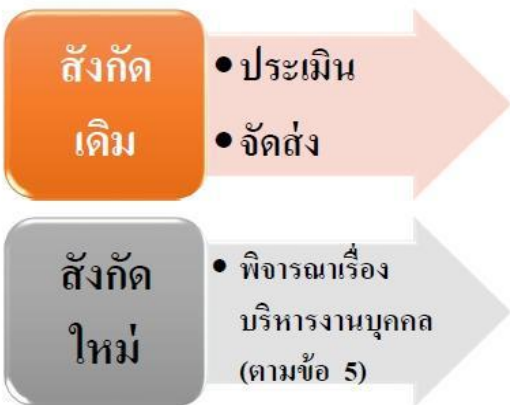 สังกัด
เดิม
• ประเมิน
• จัดส่ง
สังกัด
ใหม่
• พิจารณาเรื่อง
บริหารงานบุคคล
(ตามข้อ 5)